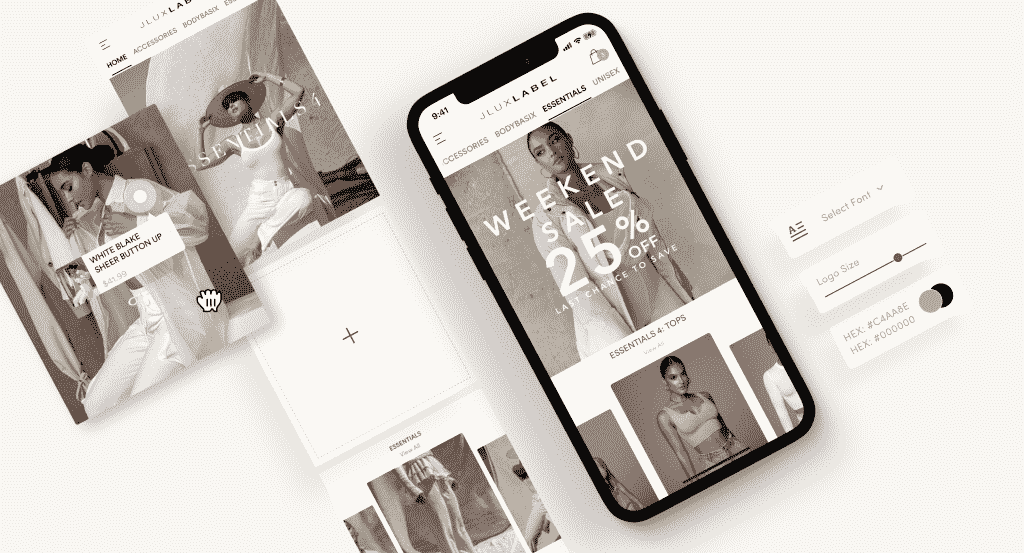 JLUXLABEL
HOME ACCESSORIES BODYBASIX
ESSENTIALS 4
WHITE BLAKE
SHEER BUTTON UP
$41.99
ESSENTIALS
View All
9:41
JLUXLABEL
CCESSORIES BODYBASIX ESSENTIALS UNISEX
WEEKEND
SALE
25% OFF
LAST CHANCE TO SAVE
ESSENTIALS 4: TOPS
View All
A
Select Font
Logo Size
HEX: #C4AA8E
HEX: #000000